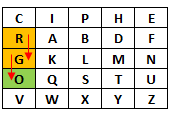 C I P H E
R A B D F
G K L M N
O Q S T U
V W X Y Z